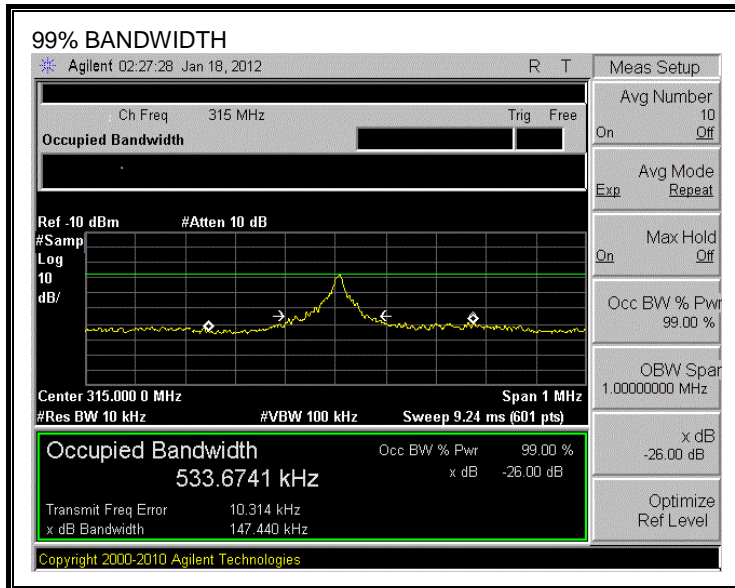 99% BANDWIDTH
Agilent 02:27:28 Jan 18, 2012 R T
Ch Freq 315 MHz Trig Free
Occupied Bandwidth
Ref -10 dBm #Atten 10 dB
#Samp
Log
10
dB/
Center 315.000 0 MHz Span 1 MHz
#Res BW 10 kHz #VBW 100 kHz Sweep 9.24 ms (601 pts)
Occupied Bandwidth
533.6741 kHz
Occ BW % Pwr 99.00 %
x dB -26.00 dB
Transmit Freq Error 10.314 kHz
x dB Bandwidth 147.440 kHz
Copyright 2000-2010 Agilent Technologies
Meas Setup
Avg Number
10
On Off
Avg Mode
Exp Repeat
Max Hold
On Off
Occ BW % Pwr
99.00 %
OBW Span
1.00000000 MHz
x dB
-26.00 dB
Optimize
Ref Level